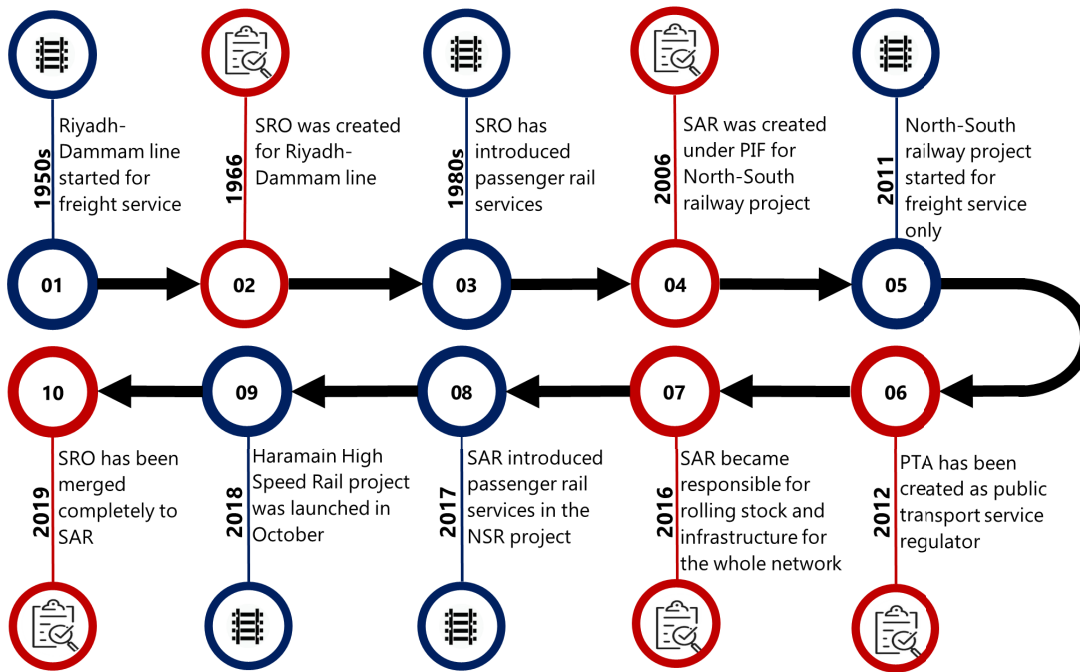 1950s
Riyadh-
Dammam line
started for
freight service
1966
SRO was created
for Riyadh-
Dammam line
1980s
SRO has
introduced
passenger rail
services
2006
SAR was created
under PIF for
North-South
railway project
2011
North-South
railway project
started for
freight service
only
01
02
03
04
05
10
09
08
07
06
2019
SRO has been
merged
completely to
SAR
2018
Haramain High
Speed Rail project
was launched in
October
2017
SAR introduced
passenger rail
services in the
NSR project
2016
SAR became
responsible for
rolling stock and
infrastructure for
the whole network
2012
PTA has been
created as public
transport service
regulator